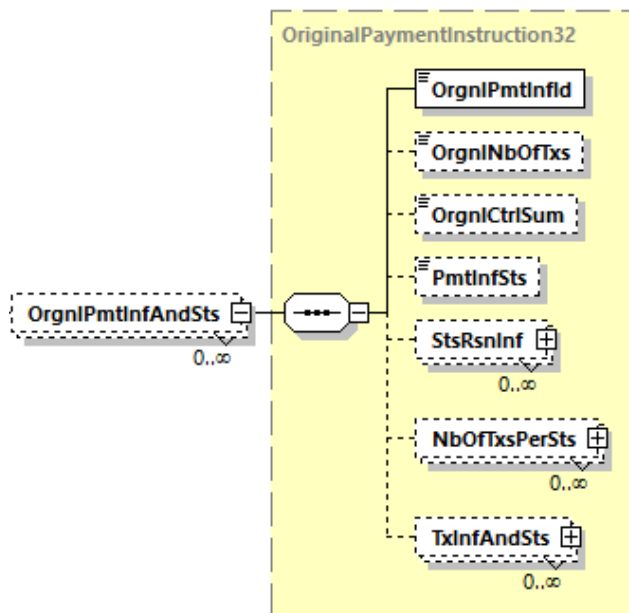 OriginalPaymentInstruction32
OrgnlPmtInfId
OrgnlNbOfTxs
OrgnlCtrlSum
PmtInfSts
OrgnlPmtInfAndSts
0..∞
StsRsnInf
0..∞
NbOfTxsPerSts
0..∞
TxInfAndSts
0..∞